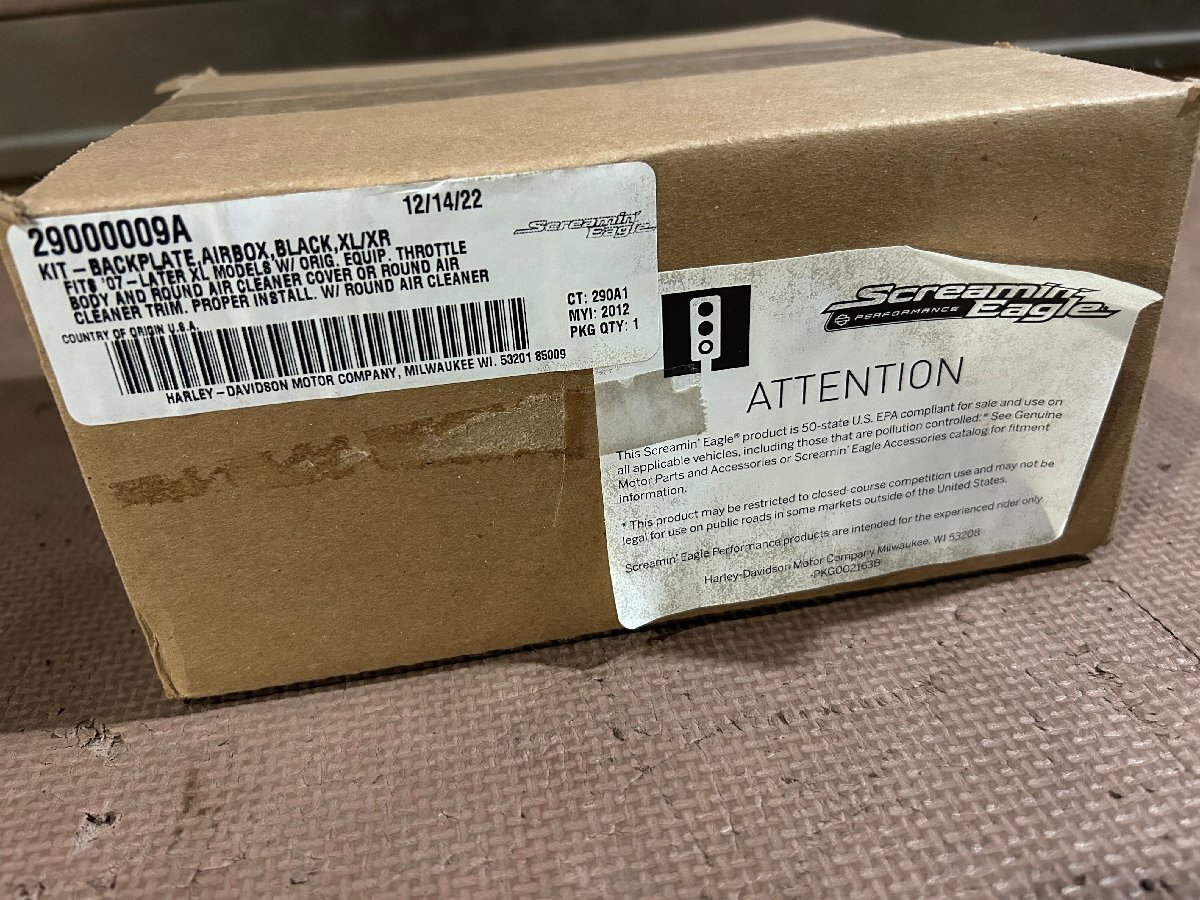 12/14/22
29000009A
Screamin' Eagle
KIT-BACKPLATE,AIRBOX,BLACK,XL/XR
FITS '07-LATER XL MODELS W/ ORIG. EQUIP. THROTTLE
BODY AND ROUND AIR CLEANER COVER OR ROUND AIR
CLEANER TRIM. PROPER INSTALL. W/ ROUND AIR CLEANER
COUNTRY OF ORIGIN U.S.A.
CT: 290A1
MYI: 2012
PKG QTY: 1
HARLEY-DAVIDSON MOTOR COMPANY, MILWAUKEE WI. 53201 85009
Screamin' Eagle
PERFORMANCE
ATTENTION
This Screamin' Eagle® product is 50-state U.S. EPA compliant for sale and use on
all applicable vehicles, including those that are pollution controlled.* See Genuine
Motor Parts and Accessories or Screamin' Eagle Accessories catalog for fitment
information.
* This product may be restricted to closed-course competition use and may not be
legal for use on public roads in some markets outside of the United States.
Screamin' Eagle Performance products are intended for the experienced rider only.
Harley-Davidson Motor Company Milwaukee, WI 53208
-PKG002163B